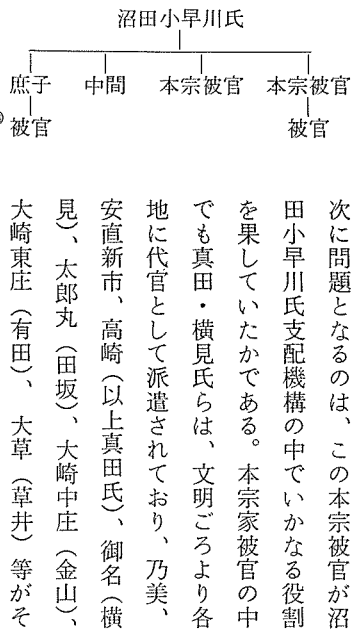 沼田小早川氏
本宗被官
被官
本宗被官
中間
庶子
被官
次に問題となるのは、この本宗被官が沼
田小早川氏支配機構の中でいかなる役割
を果していたかである。本宗家被官の中
でも真田・横見氏らは、文明ごろより各
地に代官として派遣されており、乃美、
安直新市、高崎（以上真田氏）、御名（横
見）、太郎丸（田坂）、大崎中庄（金山）、
大崎東庄（有田）、大草（草井）等がそ